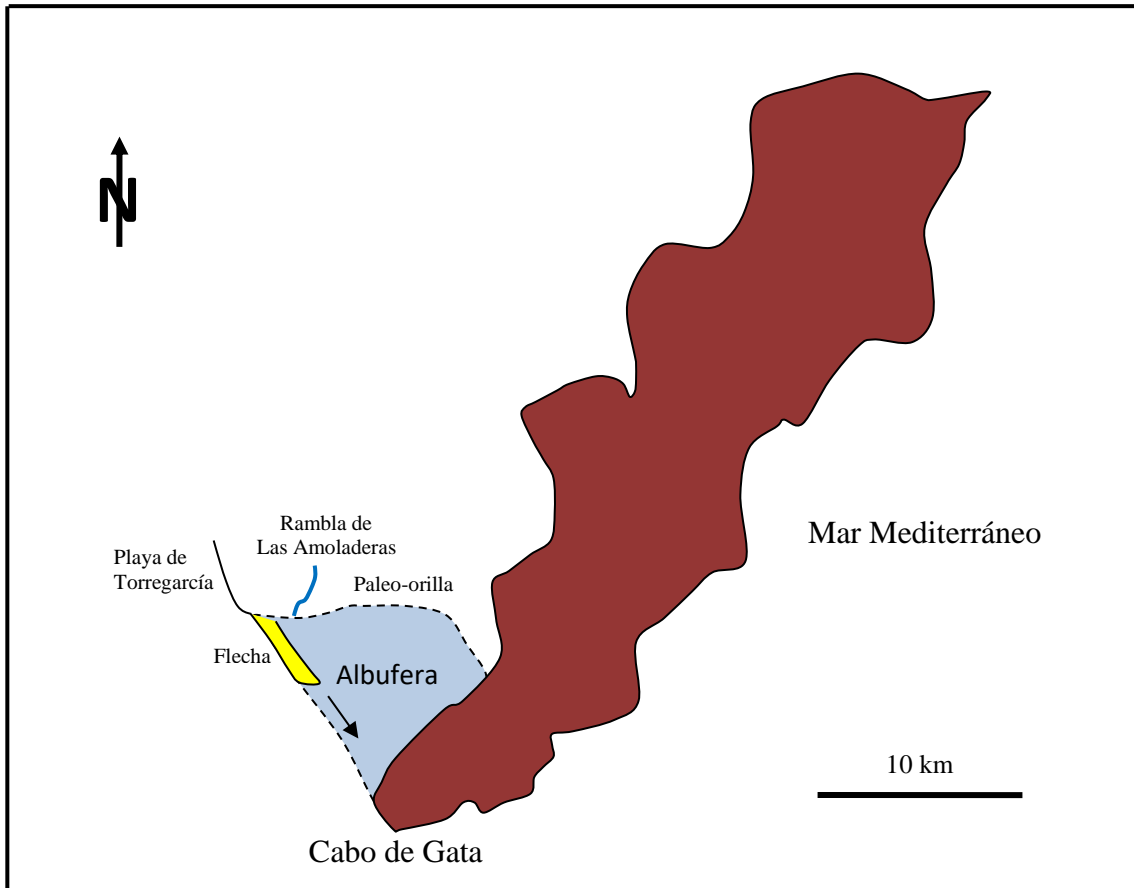 N
Rambla de
Las Amoladeras
Playa de
Torregarcía
Paleo-orilla
Mar Mediterráneo
Flecha
Albufera
10 km
Cabo de Gata